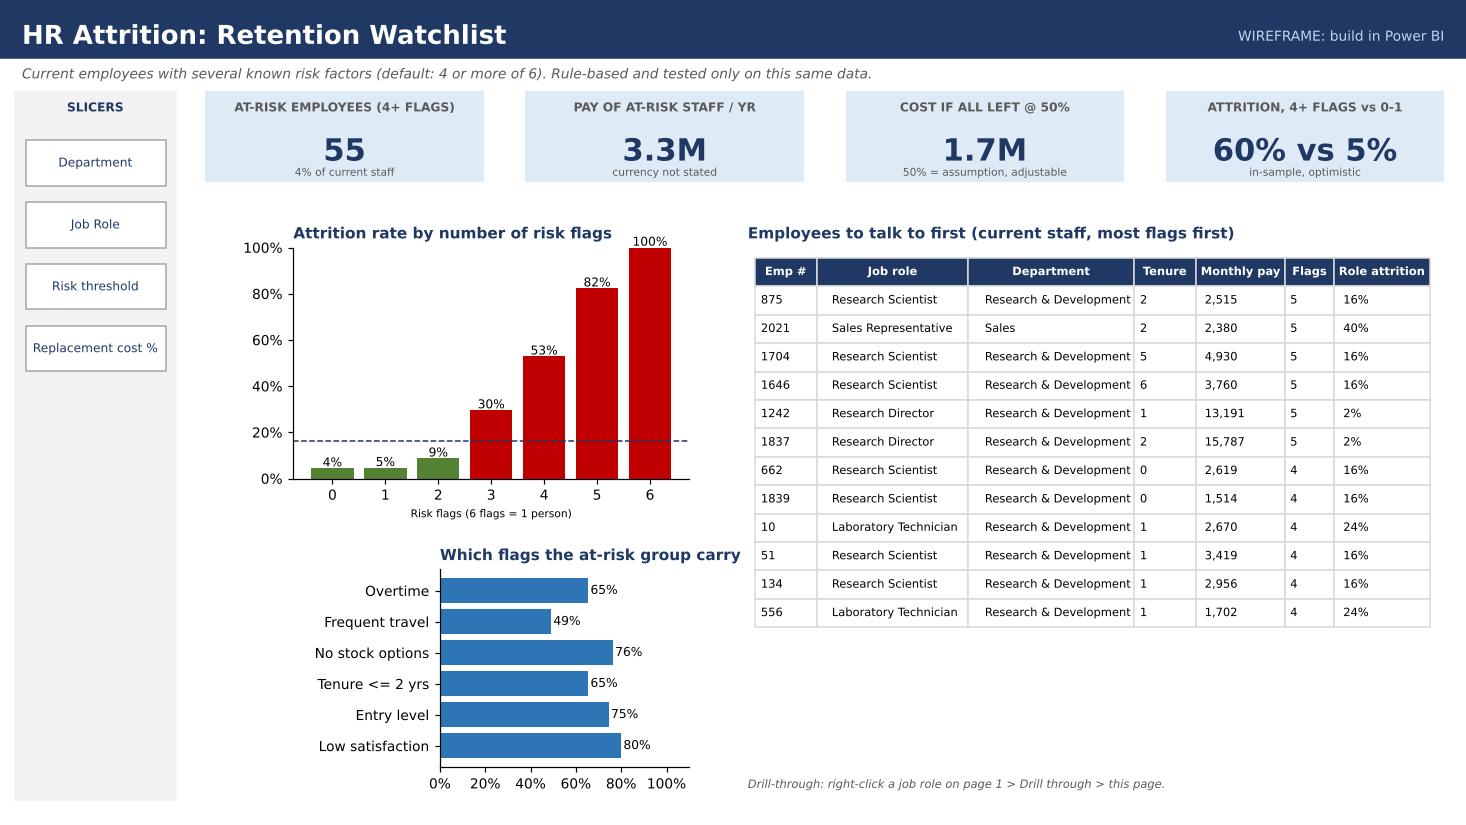 HR Attrition: Retention Watchlist
WIREFRAME: build in Power BI
Current employees with several known risk factors (default: 4 or more of 6). Rule-based and tested only on this same data.
SLICERS
Department
Job Role
Risk threshold
Replacement cost %
AT-RISK EMPLOYEES (4+ FLAGS)
55
4% of current staff
PAY OF AT-RISK STAFF / YR
3.3M
currency not stated
COST IF ALL LEFT @ 50%
1.7M
50% = assumption, adjustable
ATTRITION, 4+ FLAGS vs 0-1
60% vs 5%
in-sample, optimistic
Attrition rate by number of risk flags
100%
80%
60%
40%
20%
0%
4%
5%
9%
30%
53%
82%
100%
0 1 2 3 4 5 6
Risk flags (6 flags = 1 person)
Which flags the at-risk group carry
Overtime 65%
Frequent travel 49%
No stock options 76%
Tenure <= 2 yrs 65%
Entry level 75%
Low satisfaction 80%
0% 20% 40% 60% 80% 100%
Employees to talk to first (current staff, most flags first)
Emp # Job role Department Tenure Monthly pay Flags Role attrition
875 Research Scientist Research & Development 2 2,515 5 16%
2021 Sales Representative Sales 2 2,380 5 40%
1704 Research Scientist Research & Development 5 4,930 5 16%
1646 Research Scientist Research & Development 6 3,760 5 16%
1242 Research Director Research & Development 1 13,191 5 2%
1837 Research Director Research & Development 2 15,787 5 2%
662 Research Scientist Research & Development 0 2,619 4 16%
1839 Research Scientist Research & Development 0 1,514 4 16%
10 Laboratory Technician Research & Development 1 2,670 4 24%
51 Research Scientist Research & Development 1 3,419 4 16%
134 Research Scientist Research & Development 1 2,956 4 16%
556 Laboratory Technician Research & Development 1 1,702 4 24%
Drill-through: right-click a job role on page 1 > Drill through > this page.